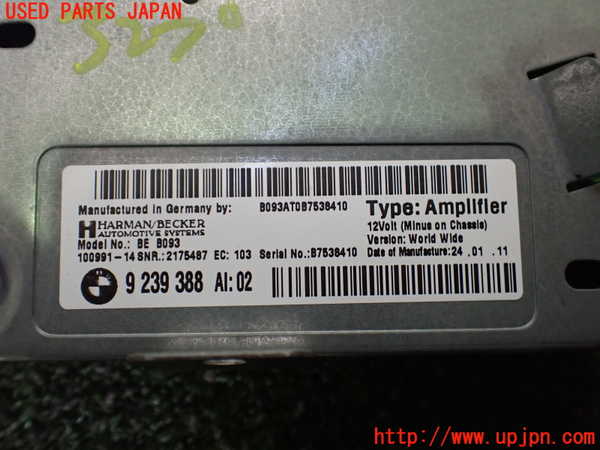 USED PARTS JAPAN
Manufactured in Germany by:
B093AT0B7538410
Type: Amplifier
HARMAN/BECKER
AUTOMOTIVE SYSTEMS
12Volt (Minus on Chassis)
Model No.: BE B093
Version: World Wide
100991-14 SNR.: 2175487 EC: 103 Serial No.: B7538410 Date of Manufacture: 24 .01 .11
9 239 388 AI: 02
http://www.upjpn.com/